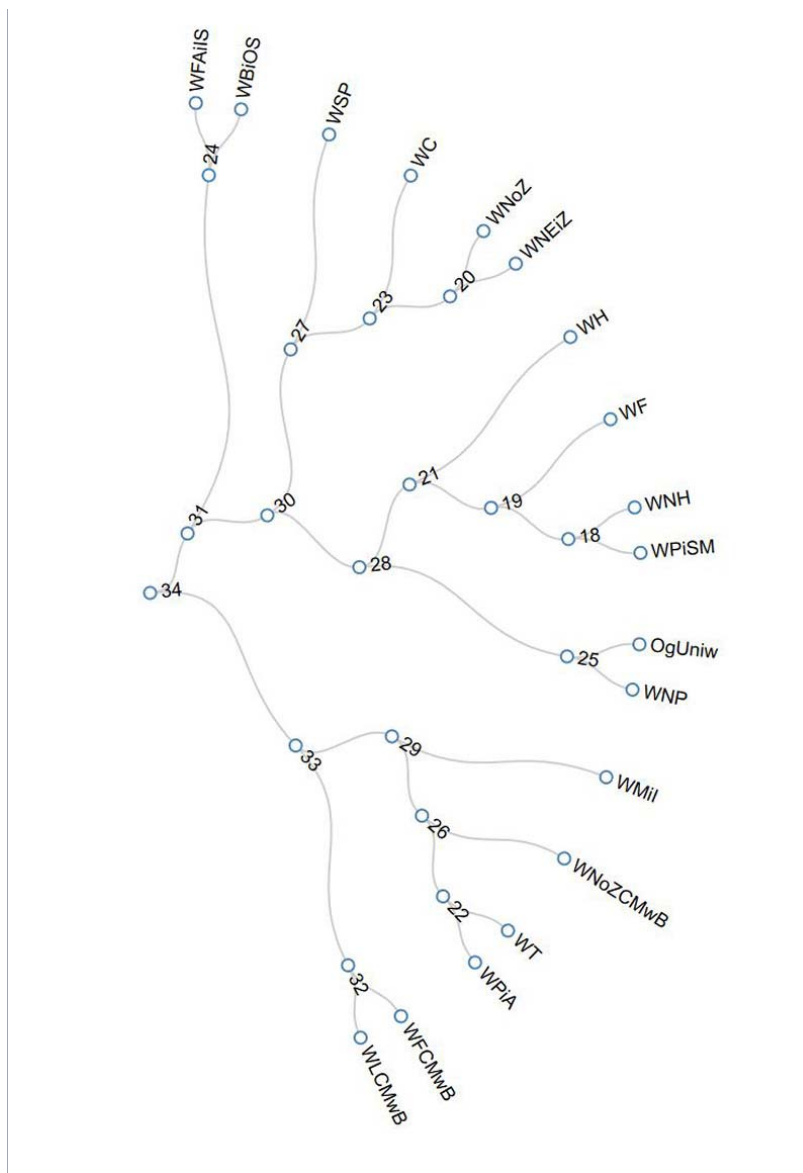 WFAiIS
WBiOS
24
WSP
WC
WNoZ
WNEiZ
20
23
27
WH
WF
21
19
WNH
18
WPiSM
31
30
28
34
OgUniw
25
WNP
33
29
WMiI
26
WNoZCMwB
22
WT
WPiA
32
WFCMwB
WLCMwB